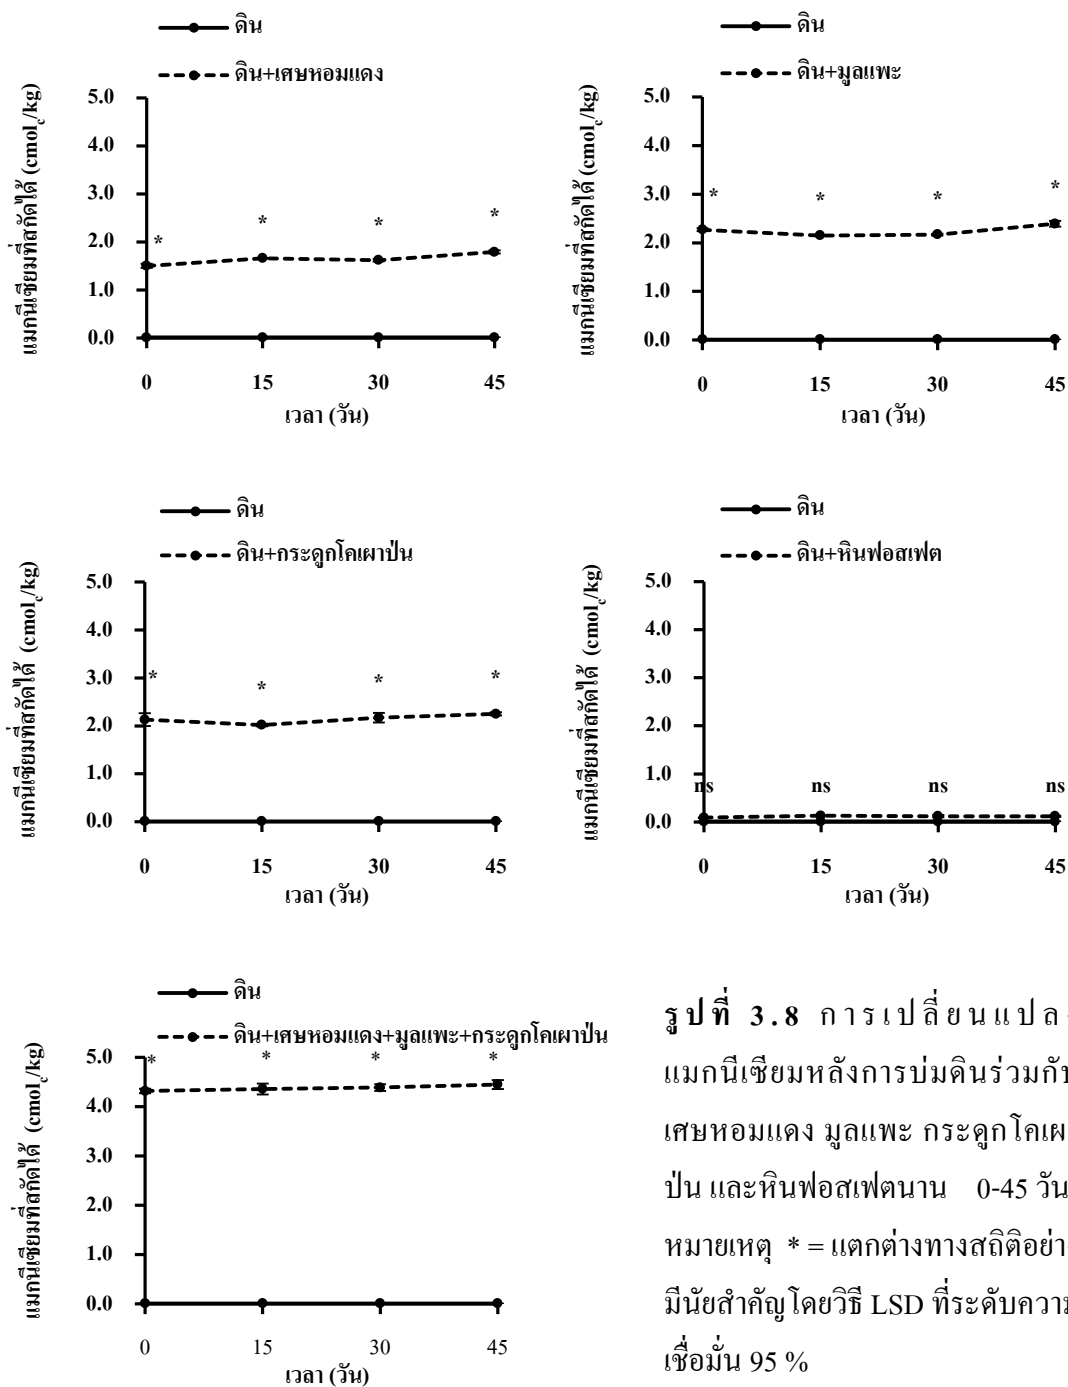 ดิน
ดิน+เศษหอมแดง
แมกนีเซียมที่สกัดได้ (cmolc/kg)
5.0
4.0
3.0
2.0
1.0
0.0
* * * *
0 15 30 45
เวลา (วัน)
ดิน
ดิน+มูลแพะ
แมกนีเซียมที่สกัดได้ (cmolc/kg)
5.0
4.0
3.0
2.0
1.0
0.0
* * * *
0 15 30 45
เวลา (วัน)
ดิน
ดิน+กระดูกโคเผาป่น
แมกนีเซียมที่สกัดได้ (cmolc/kg)
5.0
4.0
3.0
2.0
1.0
0.0
* * * *
0 15 30 45
เวลา (วัน)
ดิน
ดิน+หินฟอสเฟต
แมกนีเซียมที่สกัดได้ (cmolc/kg)
5.0
4.0
3.0
2.0
1.0
0.0
ns ns ns ns
0 15 30 45
เวลา (วัน)
ดิน
ดิน+เศษหอมแดง+มูลแพะ+กระดูกโคเผาป่น
แมกนีเซียมที่สกัดได้ (cmolc/kg)
5.0
4.0
3.0
2.0
1.0
0.0
* * * *
0 15 30 45
เวลา (วัน)
รูปที่ 3.8 การเปลี่ยนแปล
แมกนีเซียมหลังการบ่มดินร่วมกับ
เศษหอมแดง มูลแพะ กระดูกโคเผ
ป่น และหินฟอสเฟตนาน 0-45 วัน
หมายเหตุ * = แตกต่างทางสถิติอย่า
มีนัยสำคัญโดยวิธี LSD ที่ระดับความ
เชื่อมั่น 95 %